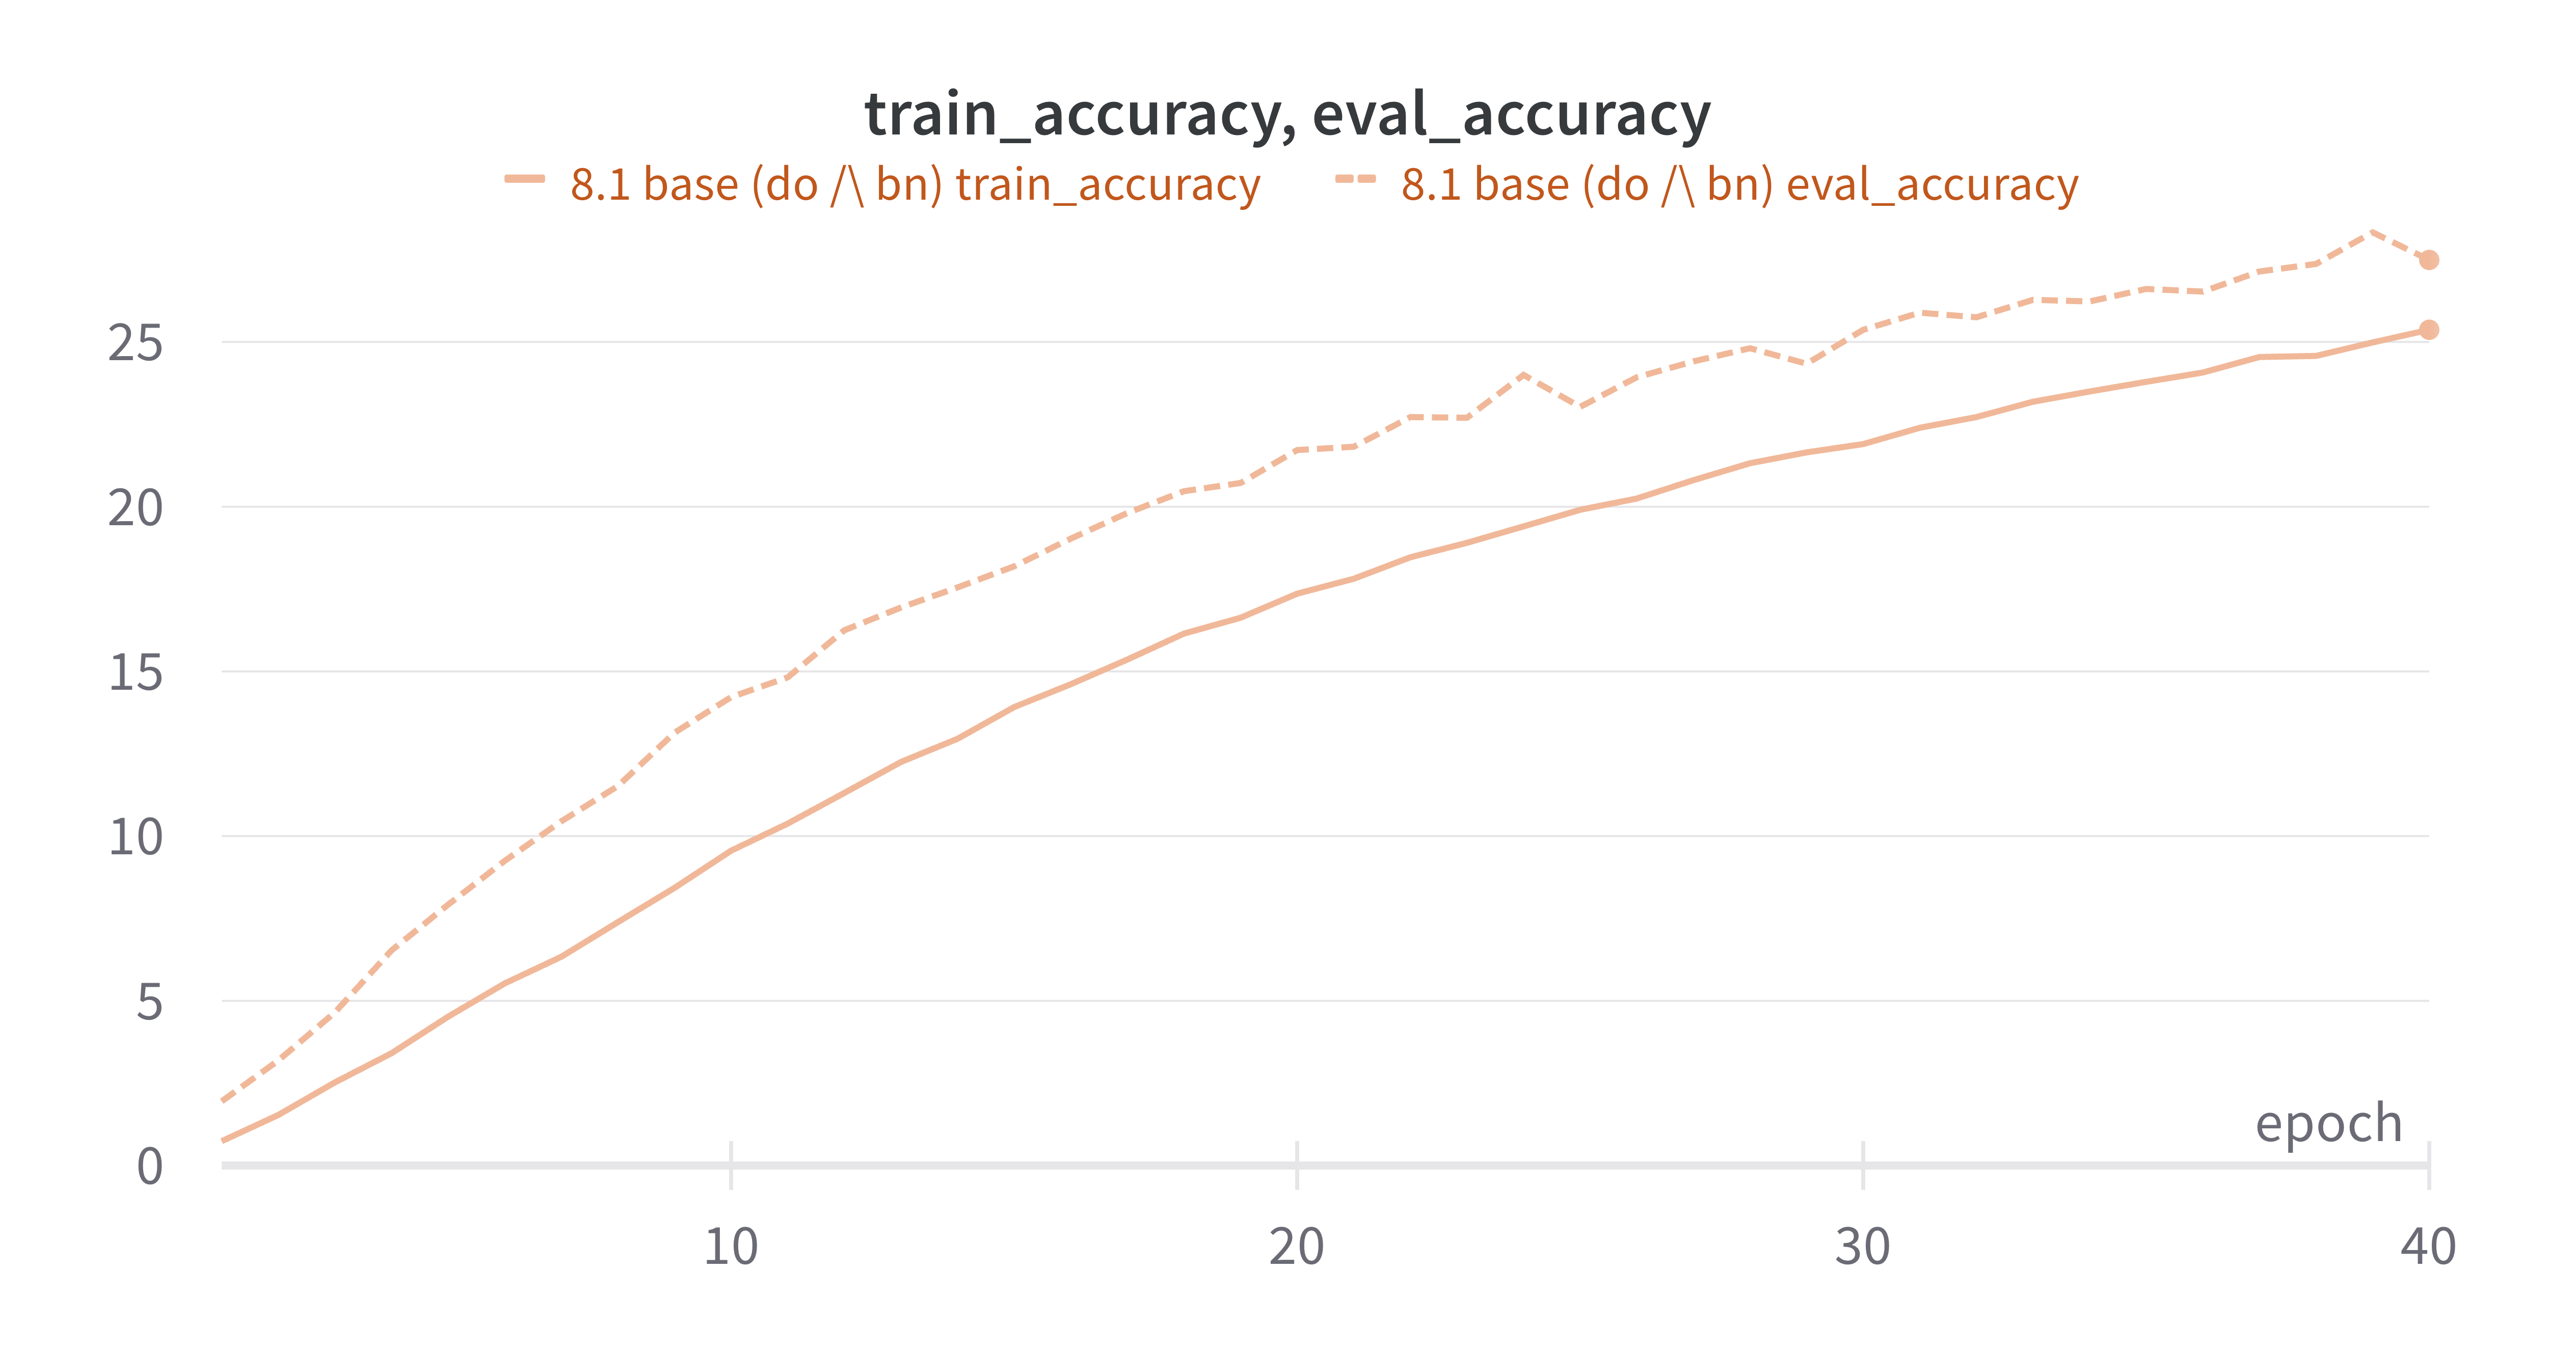 train_accuracy, eval_accuracy
8.1 base (do /\ bn) train_accuracy 8.1 base (do /\ bn) eval_accuracy
25
20
15
10
5
0
epoch
10 20 30 40